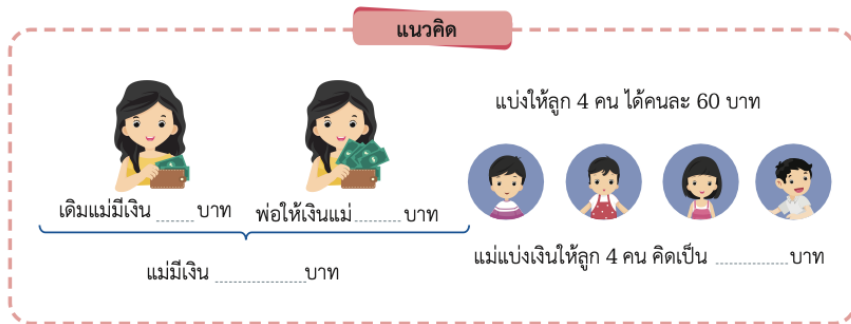 แนวคิด
แบ่งให้ลูก 4 คน ได้คนละ 60 บาท
เดิมแม่มีเงิน ...... บาท
พ่อให้เงินแม่ ....... บาท
แม่มีเงิน .............. บาท
แม่แบ่งเงินให้ลูก 4 คน คิดเป็น ........... บาท